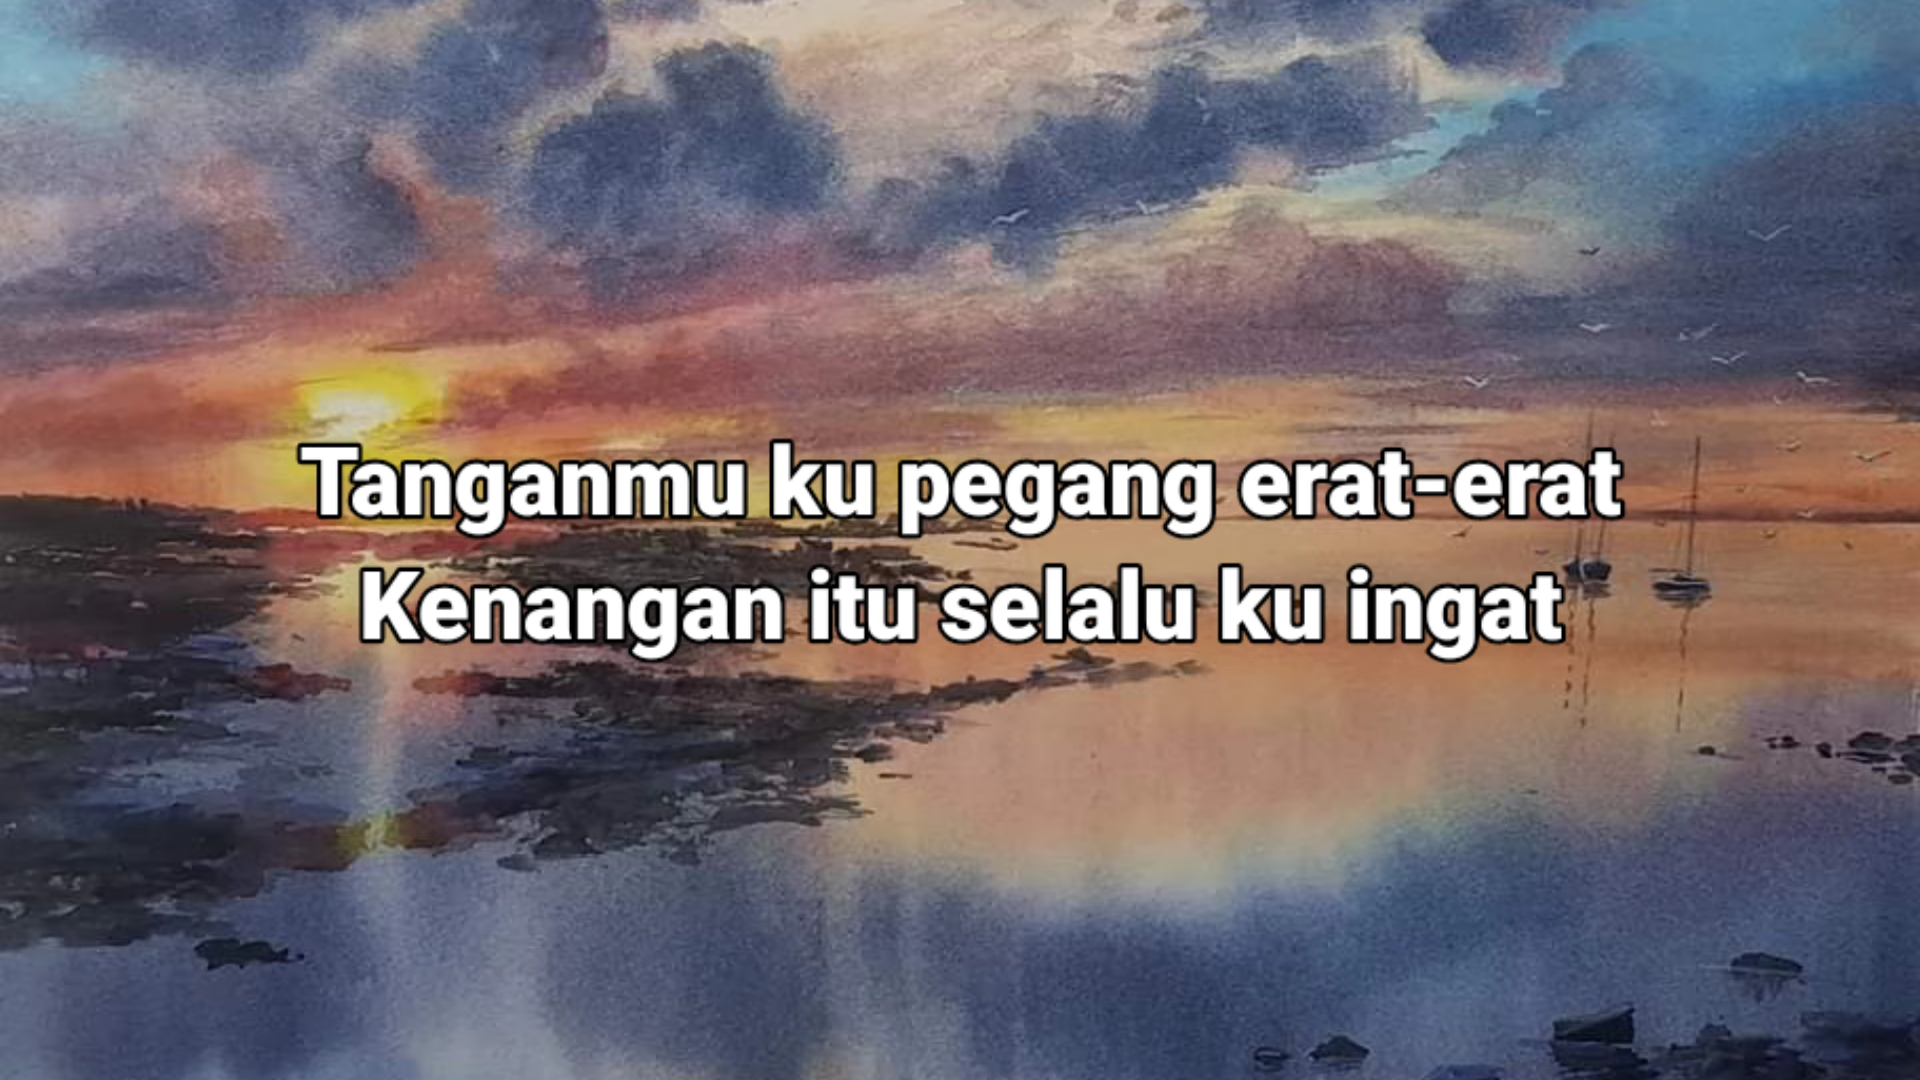 Tanganmu ku pegang erat-erat
Kenangan itu selalu ku ingat